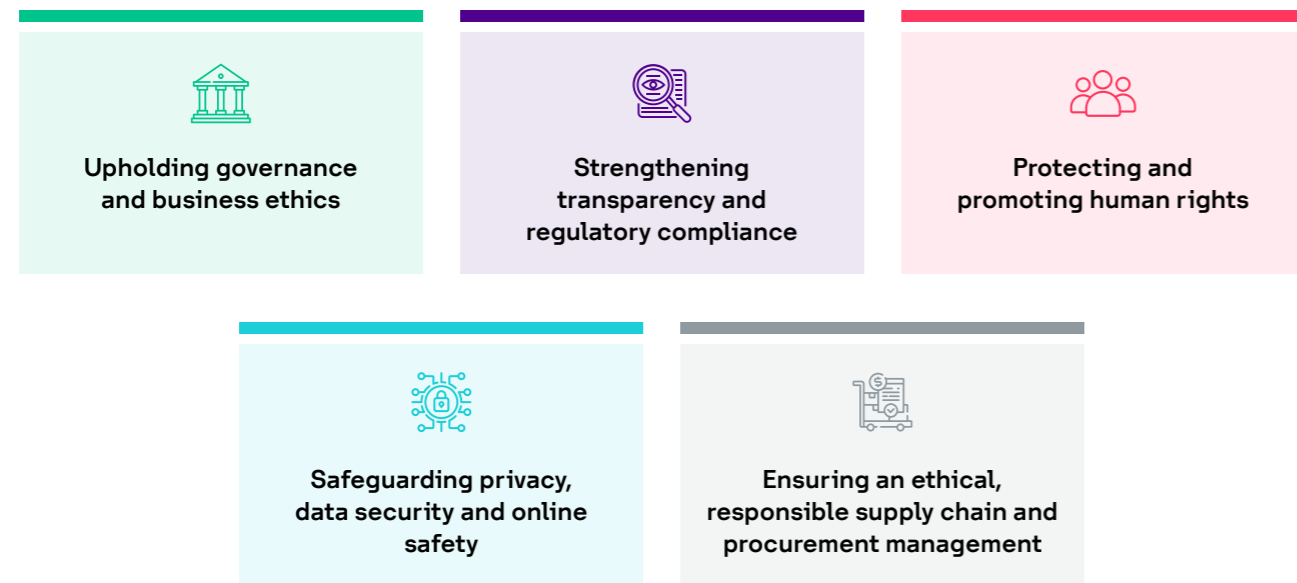 Upholding governance
and business ethics
Strengthening
transparency and
regulatory compliance
Protecting and
promoting human rights
Safeguarding privacy,
data security and online
safety
Ensuring an ethical,
responsible supply chain and
procurement management